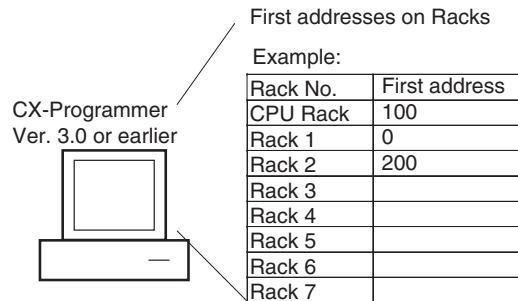 First addresses on Racks
Example:
Rack No. First address
CPU Rack 100
Rack 1 0
Rack 2 200
Rack 3
Rack 4
Rack 5
Rack 6
Rack 7
CX-Programmer
Ver. 3.0 or earlier